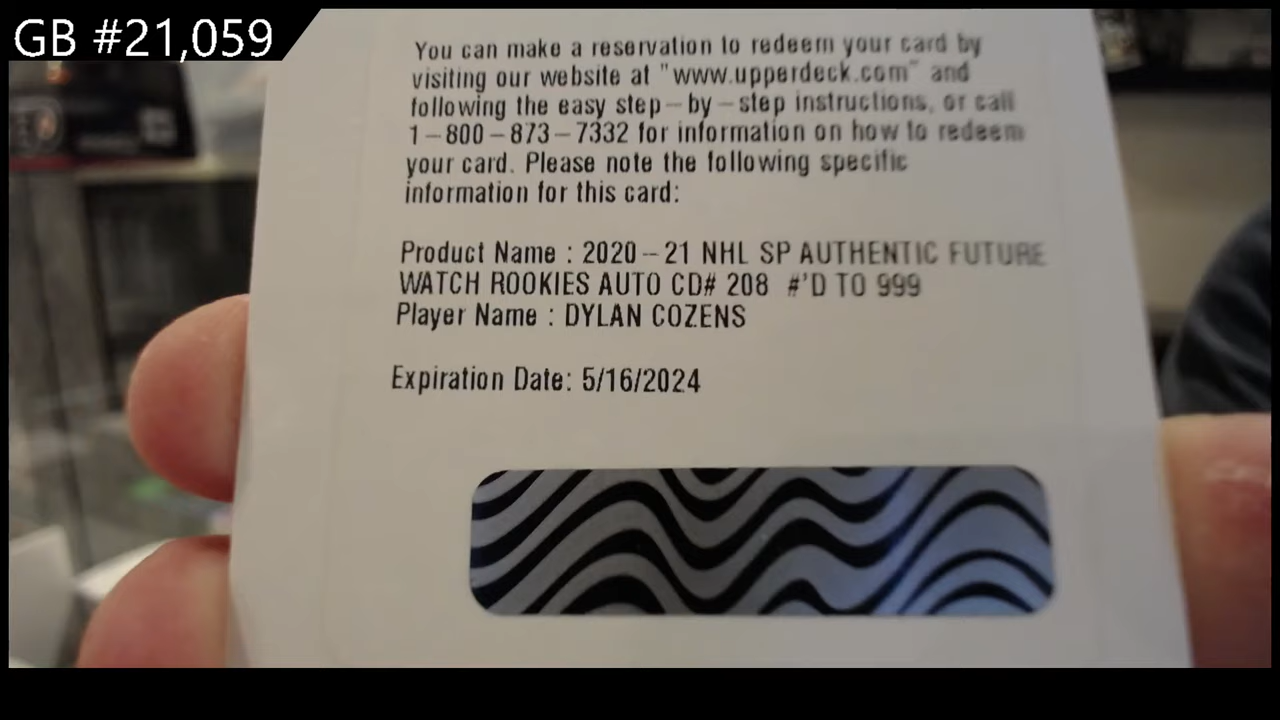 GB #21,059
You can make a reservation to redeem your card by
visiting our website at "www.upperdeck.com" and
following the easy step-by-step instructions, or call
1-800-873-7332 for information on how to redeem
your card. Please note the following specific
information for this card:
Product Name : 2020-21 NHL SP AUTHENTIC FUTURE
WATCH ROOKIES AUTO CD# 208 #'D TO 999
Player Name : DYLAN COZENS
Expiration Date: 5/16/2024